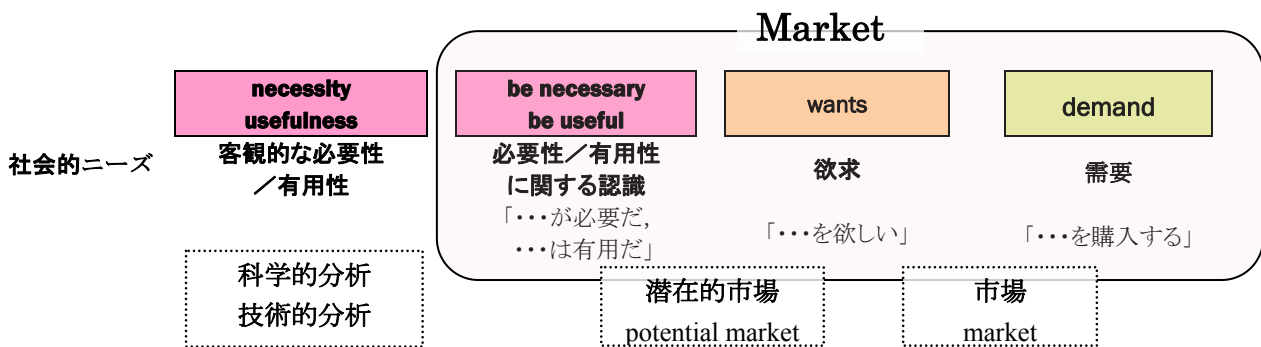 Market
necessity
usefulness
be necessary
be useful
wants
demand
社会的ニーズ
客観的な必要性
／有用性
必要性／有用性
に関する認識
欲求
需要
「・・・が必要だ,
・・・は有用だ」
「・・・を欲しい」
「・・・を購入する」
科学的分析
技術的分析
潜在的市場
potential market
市場
market